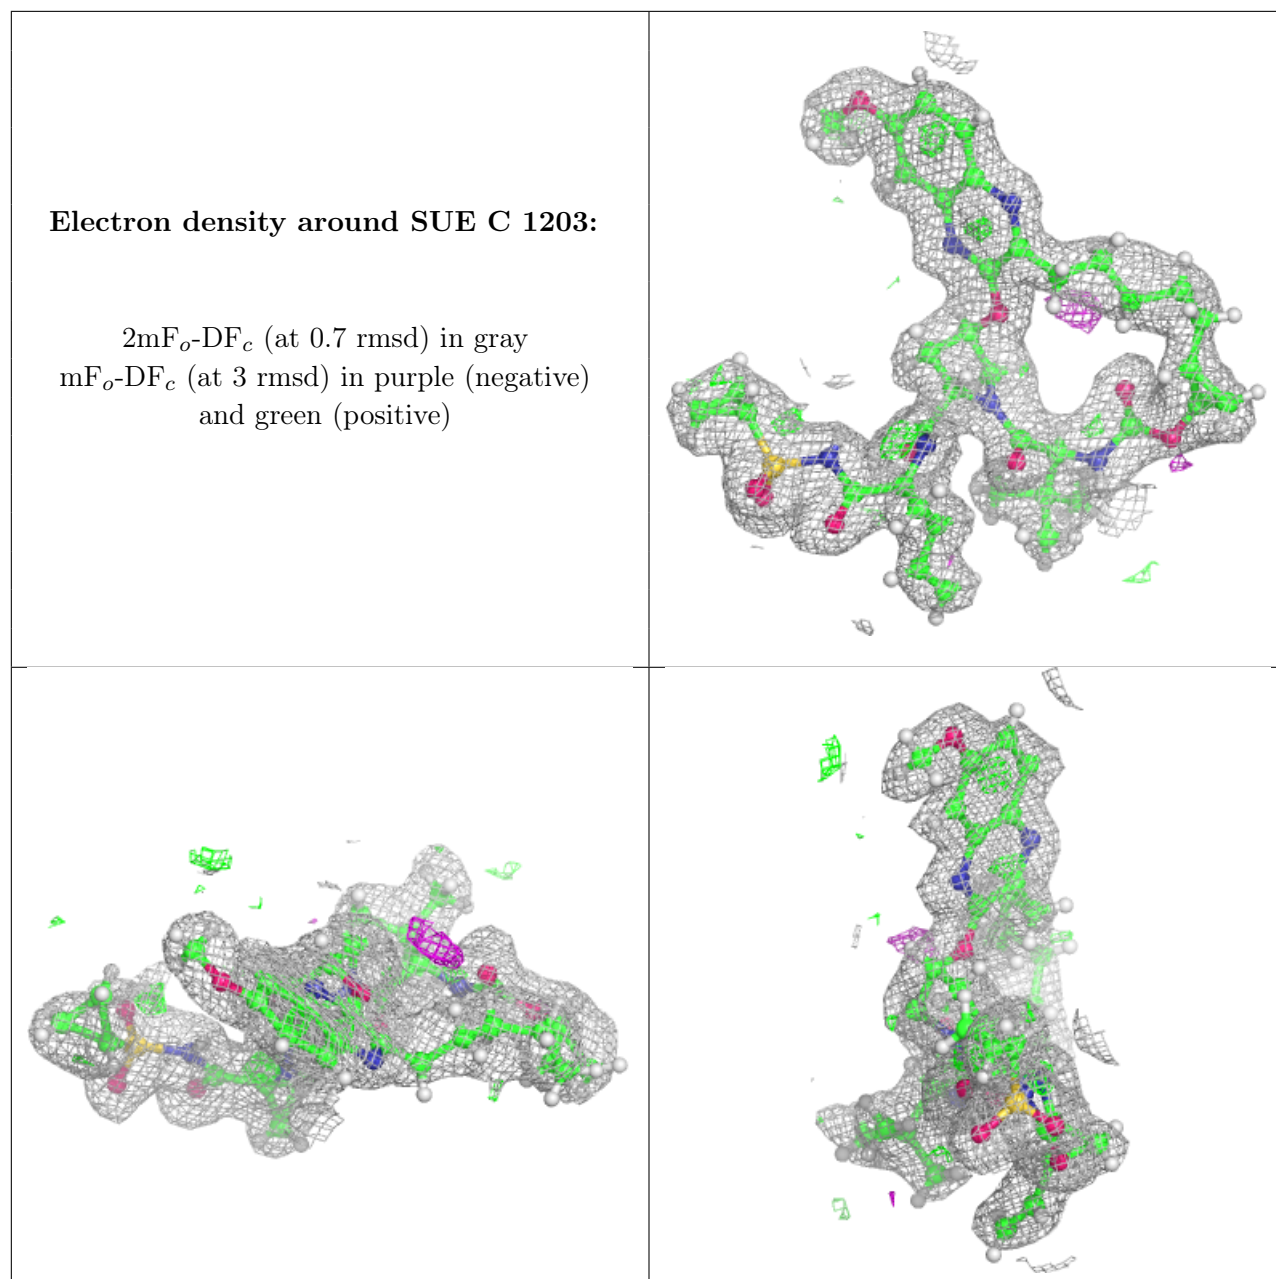 Electron density around SUE C 1203:
2mFo-DFc (at 0.7 rmsd) in gray
mFo-DFc (at 3 rmsd) in purple (negative)
and green (positive)